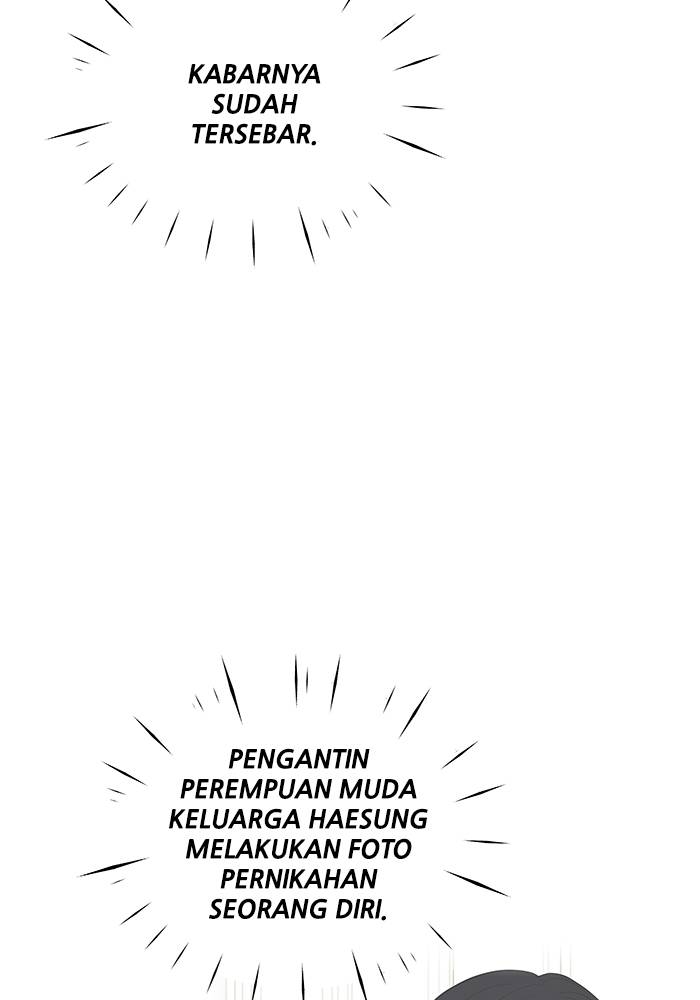 KABARNYA
SUDAH
TERSEBAR.
PENGANTIN
PEREMPUAN MUDA
KELUARGA HAESUNG
MELAKUKAN FOTO
PERNIKAHAN
SEORANG DIRI.